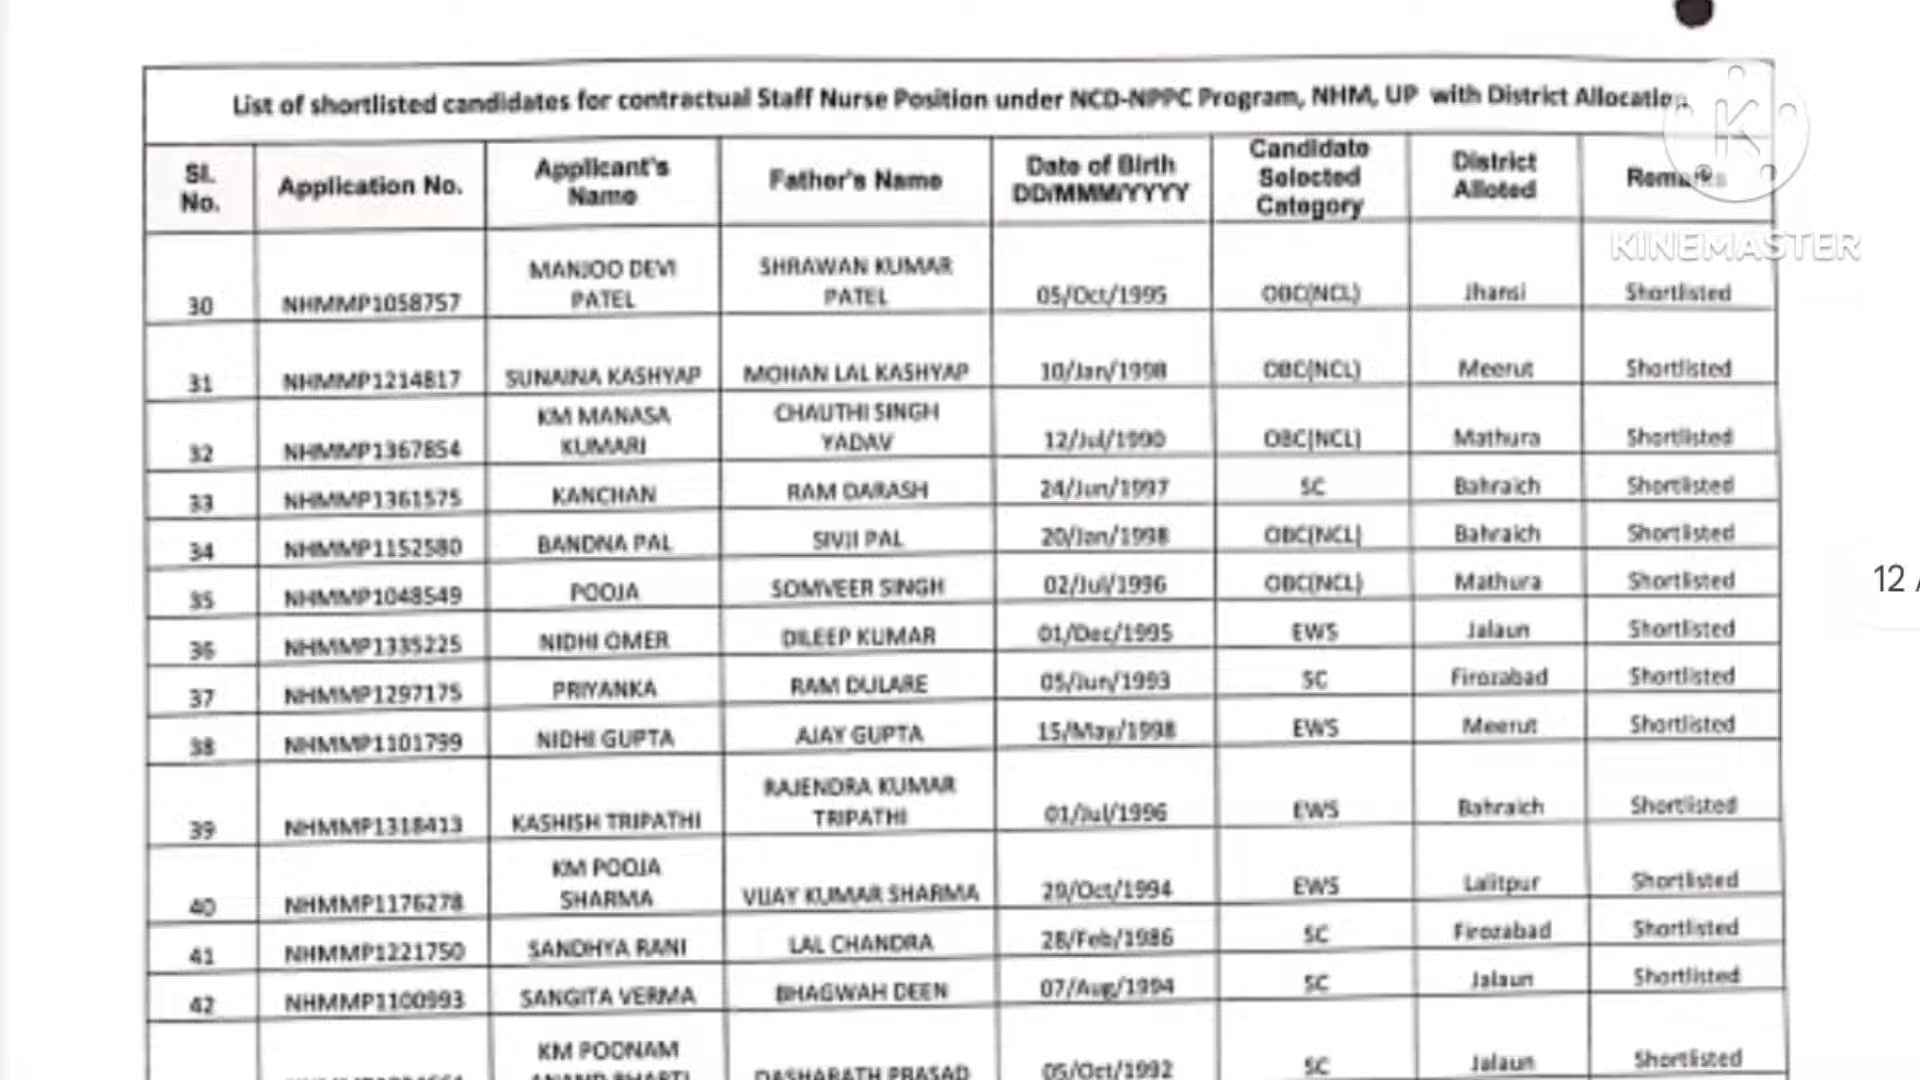 List of shortlisted candidates for contractual Staff Nurse Position under NCD-NPPC Program, NHM, UP with District Allocation
Sl. No. Application No. Applicant's Name Father's Name Date of Birth DD/MMM/YYYY Candidate Selected Category District Alloted Remarks
KINEMASTER
30 NHMMP1058757 MANJOO DEVI PATEL SHRAWAN KUMAR PATEL 05/Oct/1995 OBC(NCL) Jhansi Shortlisted
31 NHMMP1214817 SUNAINA KASHYAP MOHAN LAL KASHYAP 10/Jan/1998 OBC(NCL) Meerut Shortlisted
32 NHMMP1367854 KM MANASA KUMARI CHAUTHI SINGH YADAV 12/Jul/1990 OBC(NCL) Mathura Shortlisted
33 NHMMP1361575 KANCHAN RAM DARASH 24/Jun/1997 SC Bahraich Shortlisted
34 NHMMP1152580 BANDNA PAL SIVJI PAL 20/Jan/1998 OBC(NCL) Bahraich Shortlisted
35 NHMMP1048549 POOJA SOMVEER SINGH 02/Jul/1996 OBC(NCL) Mathura Shortlisted
36 NHMMP1335225 NIDHI OMER DILEEP KUMAR 01/Dec/1995 EWS Jalaun Shortlisted
37 NHMMP1297175 PRIYANKA RAM DULARE 05/Jun/1993 SC Firozabad Shortlisted
38 NHMMP1101799 NIDHI GUPTA AJAY GUPTA 15/May/1998 EWS Meerut Shortlisted
39 NHMMP1318413 KASHISH TRIPATHI RAJENDRA KUMAR TRIPATHI 01/Jul/1996 EWS Bahraich Shortlisted
40 NHMMP1176278 KM POOJA SHARMA VIJAY KUMAR SHARMA 29/Oct/1994 EWS Lalitpur Shortlisted
41 NHMMP1221750 SANDHYA RANI LAL CHANDRA 28/Feb/1986 SC Firozabad Shortlisted
42 NHMMP1100993 SANGITA VERMA BHAGWAH DEEN 07/Aug/1994 SC Jalaun Shortlisted
KM POONAM ANAND BHARTI DASHARATH PRASAD 05/Oct/1992 SC Jalaun Shortlisted
12 /